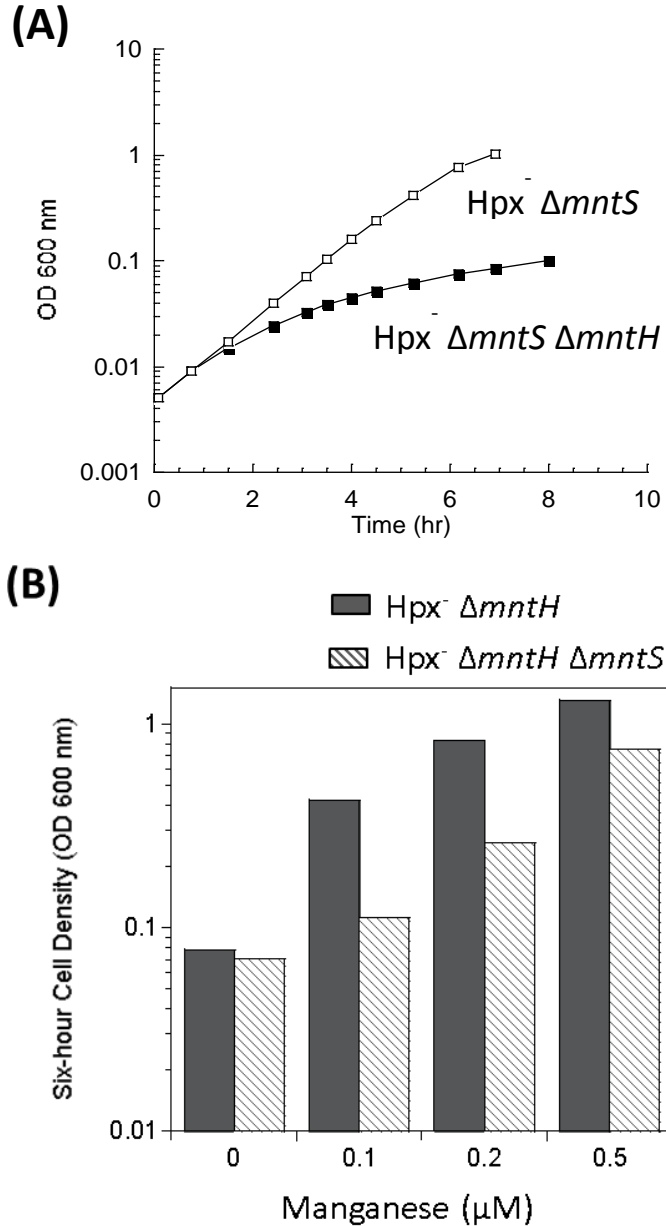 (A)
10
1
0.1
0.01
0.001
OD 600 nm
Hpx⁻ ΔmntS
Hpx⁻ ΔmntS ΔmntH
0 2 4 6 8 10
Time (hr)
(B)
Hpx⁻ ΔmntH
Hpx⁻ ΔmntH ΔmntS
1
0.1
0.01
Six-hour Cell Density (OD 600 nm)
0 0.1 0.2 0.5
Manganese (μM)